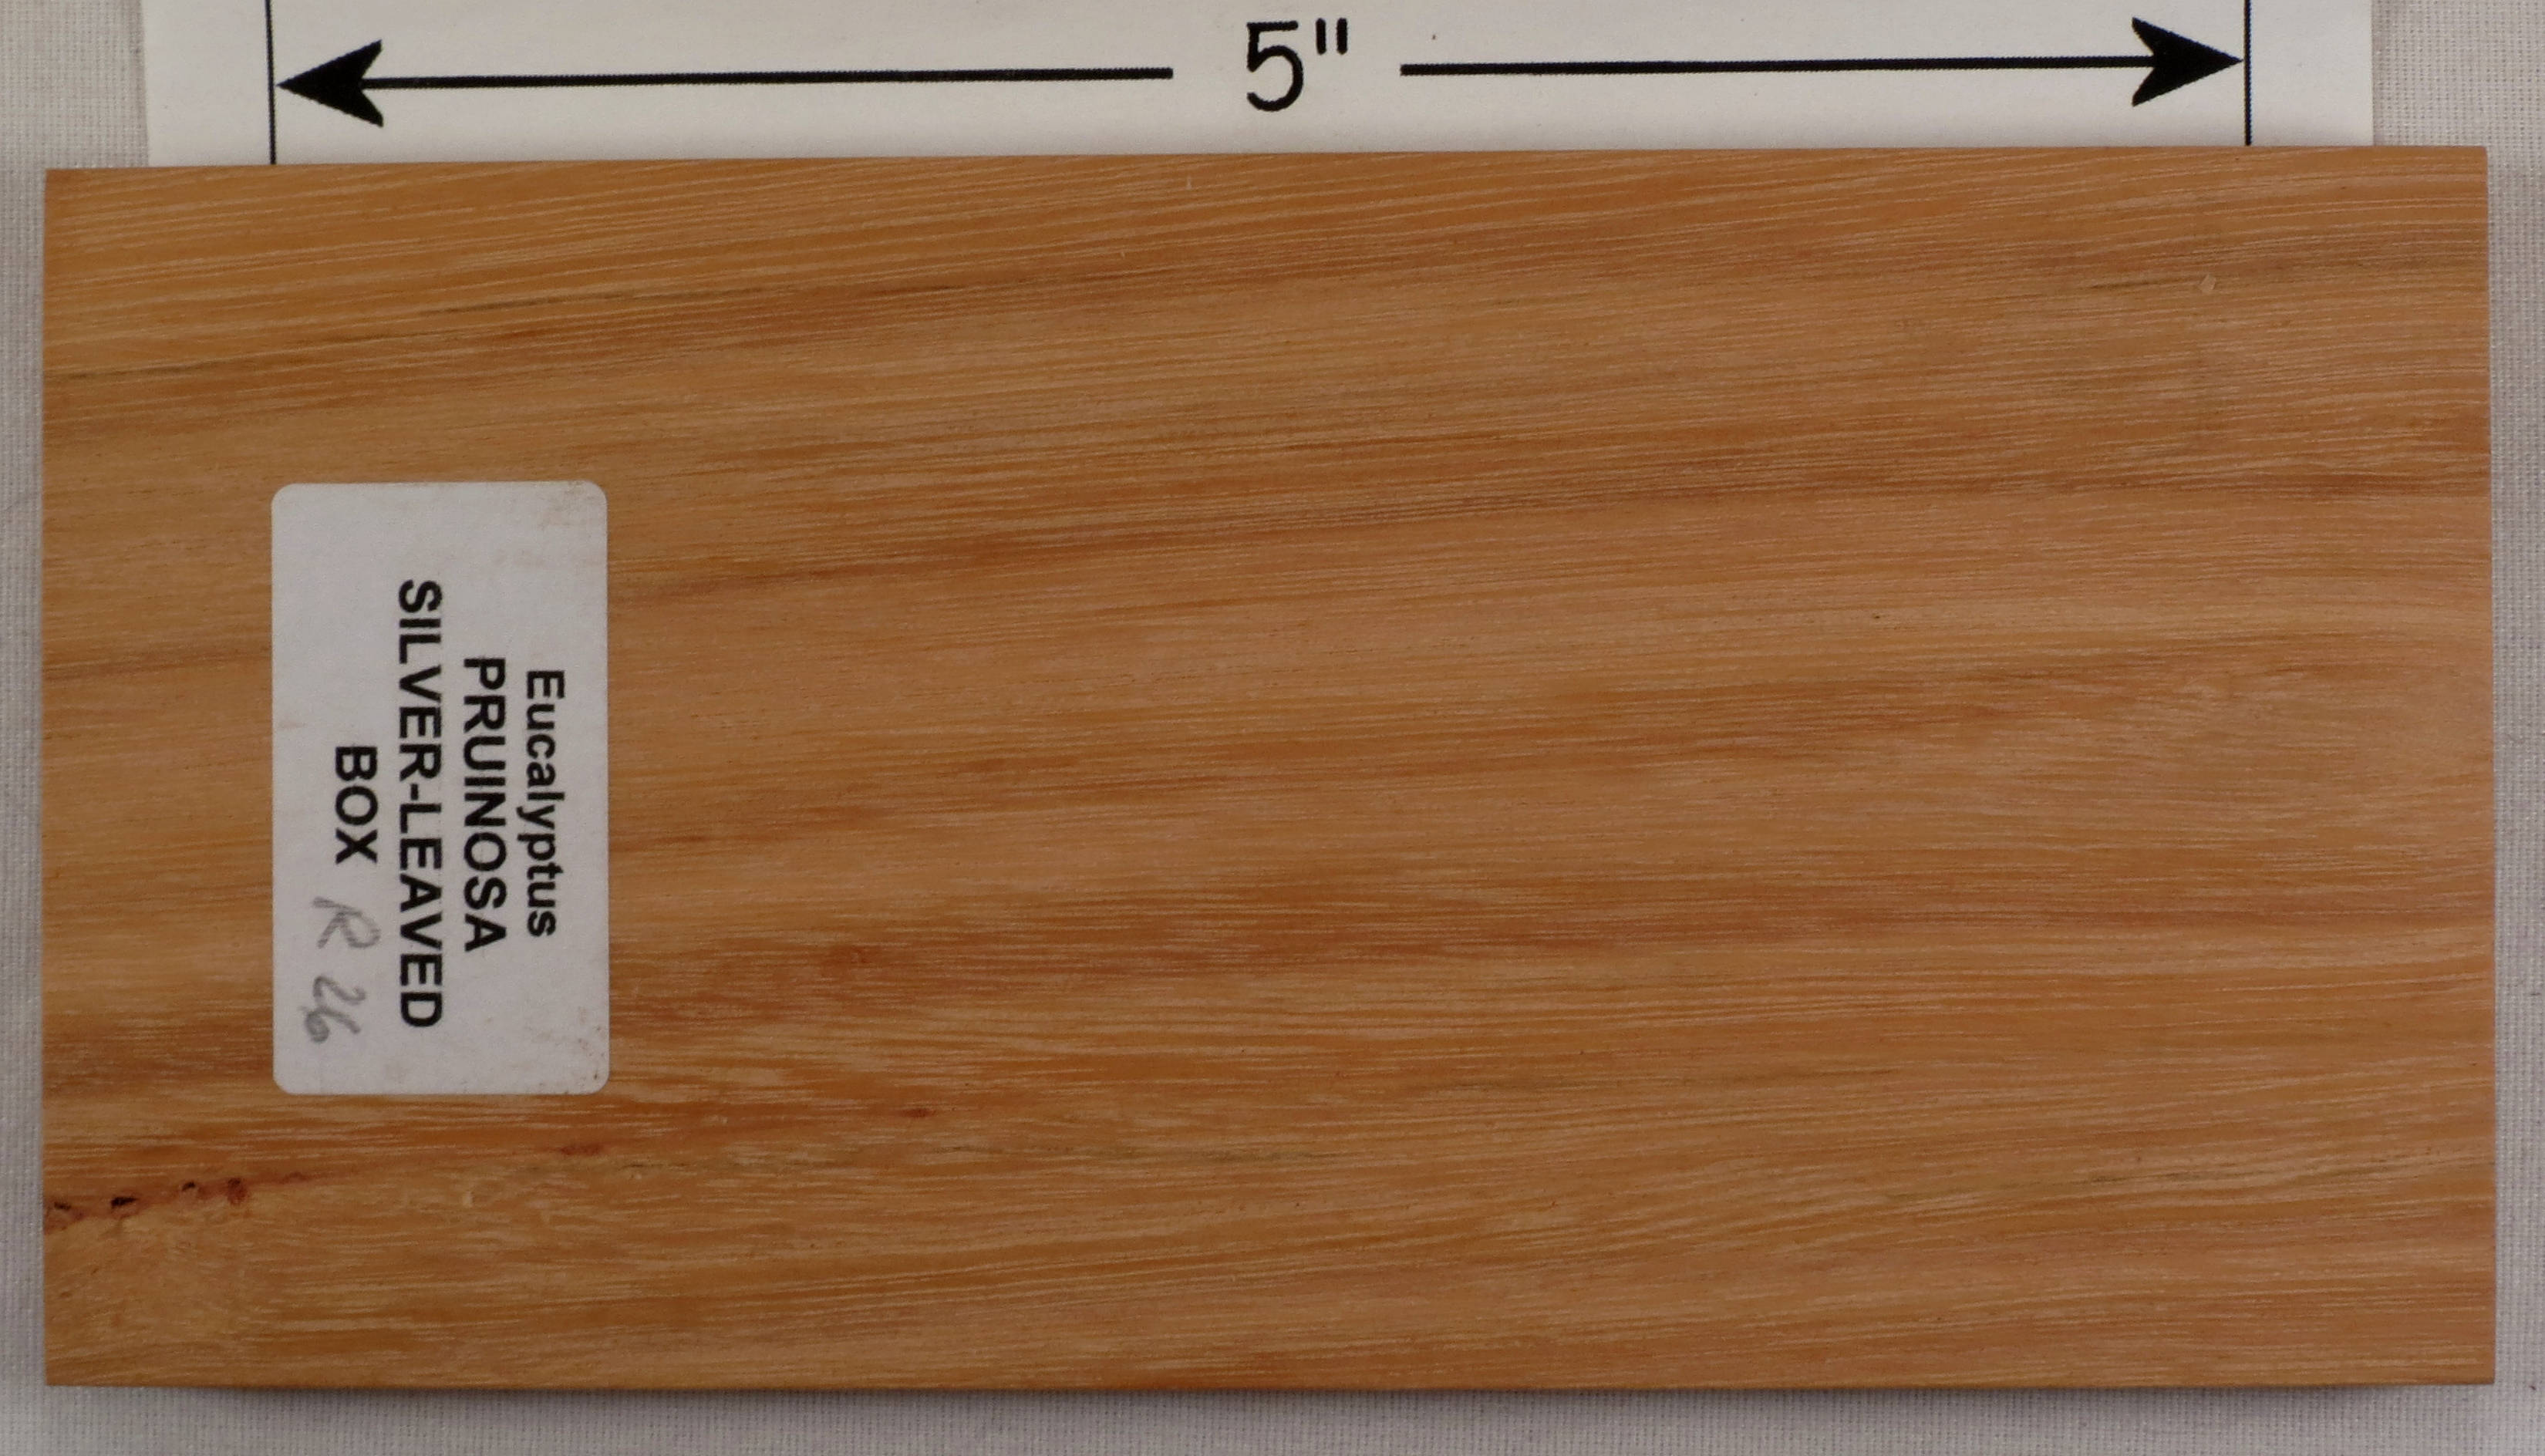 5"
Eucalyptus
PRUINOSA
SILVER-LEAVED
BOX R 26